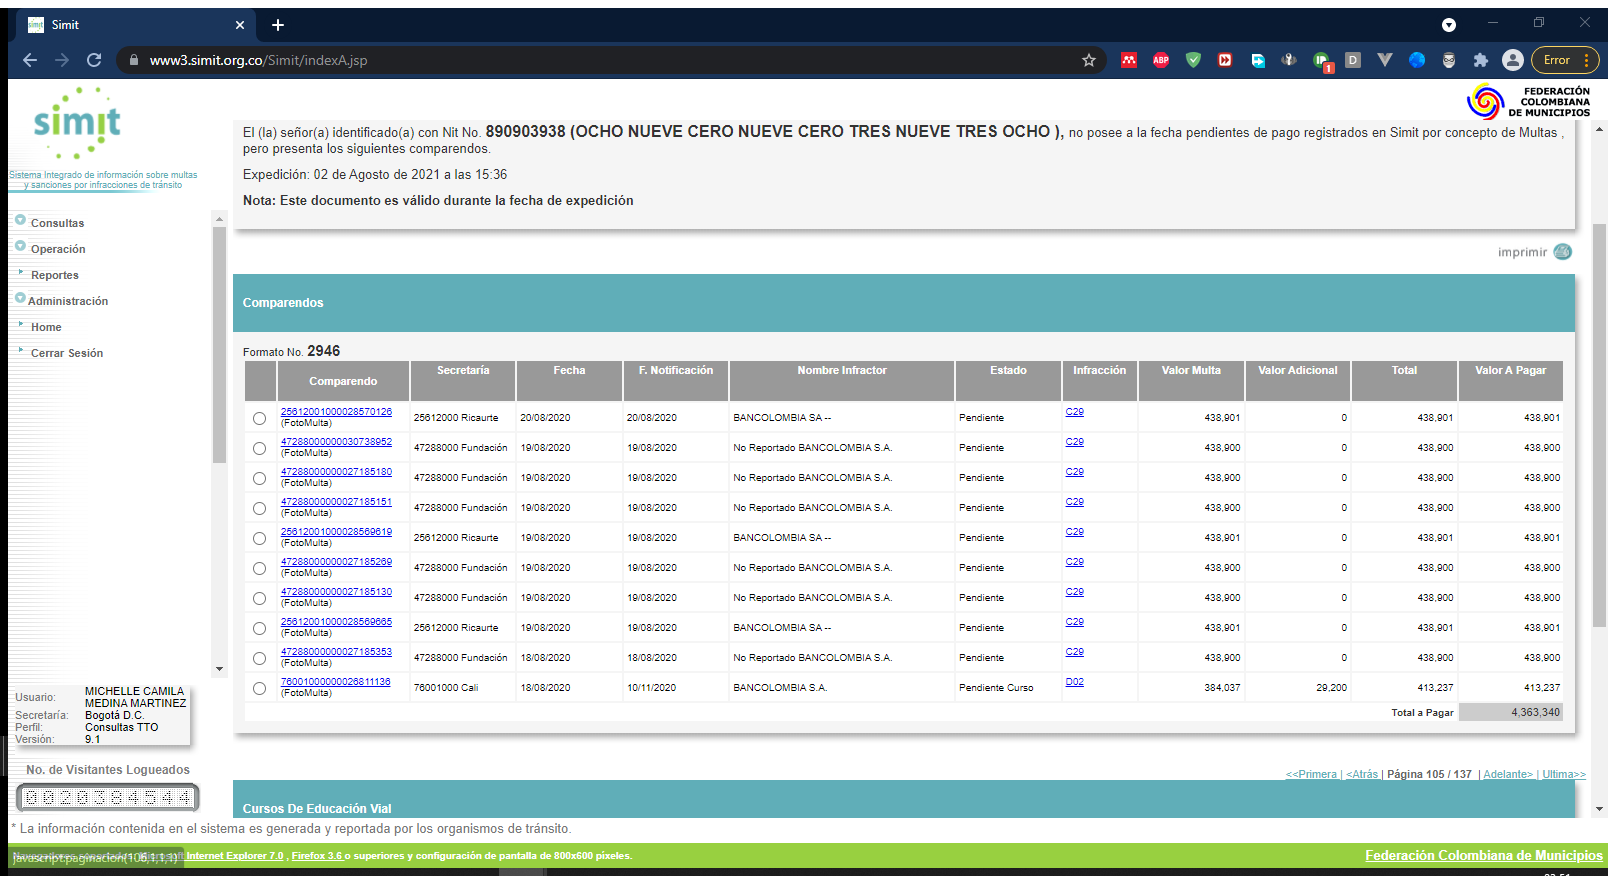 Simit
www3.simit.org.co/Simit/indexA.jsp
ABP
1
D
Error
simit
Sistema Integrado de información sobre multas
y sanciones por infracciones de tránsito
FEDERACIÓN
COLOMBIANA
DE MUNICIPIOS
Consultas
Operación
Reportes
Administración
Home
Cerrar Sesión
Usuario: MICHELLE CAMILA
MEDINA MARTINEZ
Secretaría: Bogotá D.C.
Perfil: Consultas TTO
Versión: 9.1
No. de Visitantes Logueados
0020384544
El (la) señor(a) identificado(a) con Nit No. 890903938 (OCHO NUEVE CERO NUEVE CERO TRES NUEVE TRES OCHO ), no posee a la fecha pendientes de pago registrados en Simit por concepto de Multas ,
pero presenta los siguientes comparendos.
Expedición: 02 de Agosto de 2021 a las 15:36
Nota: Este documento es válido durante la fecha de expedición
imprimir
Comparendos
Formato No. 2946
Comparendo Secretaría Fecha F. Notificación Nombre Infractor Estado Infracción Valor Multa Valor Adicional Total Valor A Pagar
25612001000028570126 (FotoMulta) 25612000 Ricaurte 20/08/2020 20/08/2020 BANCOLOMBIA SA -- Pendiente C29 438,901 0 438,901 438,901
47288000000030738952 (FotoMulta) 47288000 Fundación 19/08/2020 19/08/2020 No Reportado BANCOLOMBIA S.A. Pendiente C29 438,900 0 438,900 438,900
47288000000027185180 (FotoMulta) 47288000 Fundación 19/08/2020 19/08/2020 No Reportado BANCOLOMBIA S.A. Pendiente C29 438,900 0 438,900 438,900
47288000000027185151 (FotoMulta) 47288000 Fundación 19/08/2020 19/08/2020 No Reportado BANCOLOMBIA S.A. Pendiente C29 438,900 0 438,900 438,900
25612001000028569619 (FotoMulta) 25612000 Ricaurte 19/08/2020 19/08/2020 BANCOLOMBIA SA -- Pendiente C29 438,901 0 438,901 438,901
47288000000027185269 (FotoMulta) 47288000 Fundación 19/08/2020 19/08/2020 No Reportado BANCOLOMBIA S.A. Pendiente C29 438,900 0 438,900 438,900
47288000000027185130 (FotoMulta) 47288000 Fundación 19/08/2020 19/08/2020 No Reportado BANCOLOMBIA S.A. Pendiente C29 438,900 0 438,900 438,900
25612001000028569665 (FotoMulta) 25612000 Ricaurte 19/08/2020 19/08/2020 BANCOLOMBIA SA -- Pendiente C29 438,901 0 438,901 438,901
47288000000027185353 (FotoMulta) 47288000 Fundación 18/08/2020 18/08/2020 No Reportado BANCOLOMBIA S.A. Pendiente C29 438,900 0 438,900 438,900
76001000000026811136 (FotoMulta) 76001000 Cali 18/08/2020 10/11/2020 BANCOLOMBIA S.A. Pendiente Curso D02 384,037 29,200 413,237 413,237
Total a Pagar 4,363,340
<<Primera | <Atrás | Página 105 / 137 | Adelante> | Ultima>>
Cursos De Educación Vial
* La información contenida en el sistema es generada y reportada por los organismos de tránsito.
javascript:paginacion(106,1,1,1)
Internet Explorer 7.0 , Firefox 3.6 o superiores y configuración de pantalla de 800x600 píxeles.
Federación Colombiana de Municipios